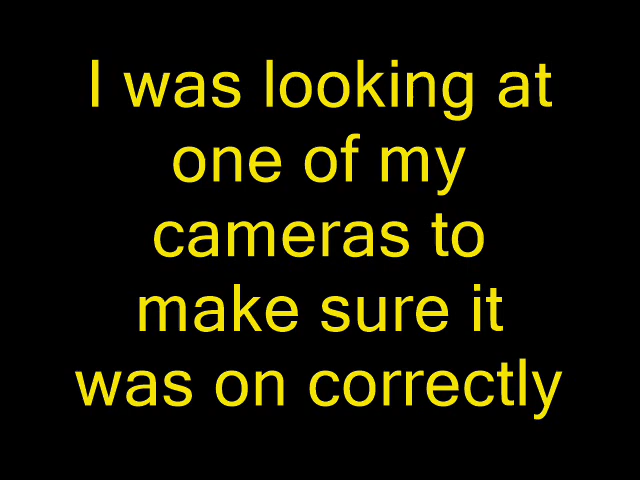 I was looking at
one of my
cameras to
make sure it
was on correctly